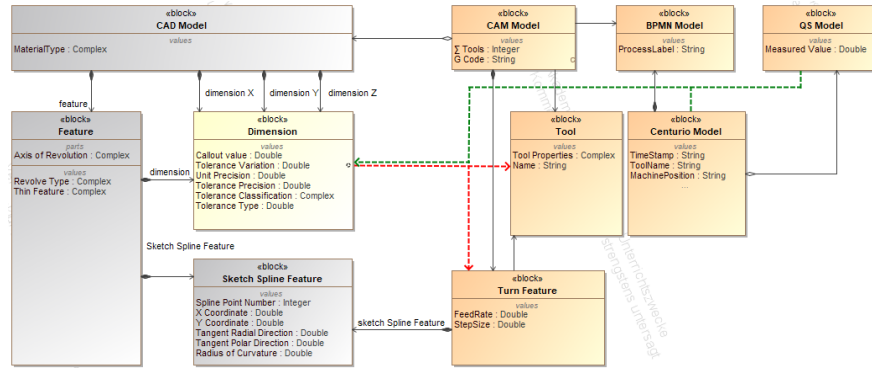 «block»
CAD Model
values
MaterialType : Complex
«block»
CAM Model
values
Σ Tools : Integer
G Code : String
«block»
BPMN Model
values
ProcessLabel : String
«block»
QS Model
values
Measured Value : Double
feature
dimension X
dimension Y
dimension Z
«block»
Feature
parts
Axis of Revolution : Complex
values
Revolve Type : Complex
Thin Feature : Complex
dimension
«block»
Dimension
values
Callout value : Double
Tolerance Variation : Double
Unit Precision : Double
Tolerance Precision : Double
Tolerance Classification : Complex
Tolerance Type : Double
«block»
Tool
values
Tool Properties : Complex
Name : String
«block»
Centurio Model
values
TimeStamp : String
ToolName : String
MachinePosition : String
...
Sketch Spline Feature
«block»
Sketch Spline Feature
values
Spline Point Number : Integer
X Coordinate : Double
Y Coordinate : Double
Tangent Radial Direction : Double
Tangent Polar Direction : Double
Radius of Curvature : Double
sketch Spline Feature
«block»
Turn Feature
values
FeedRate : Double
StepSize : Double
Unterrichtszwecke
strengstens untersagt